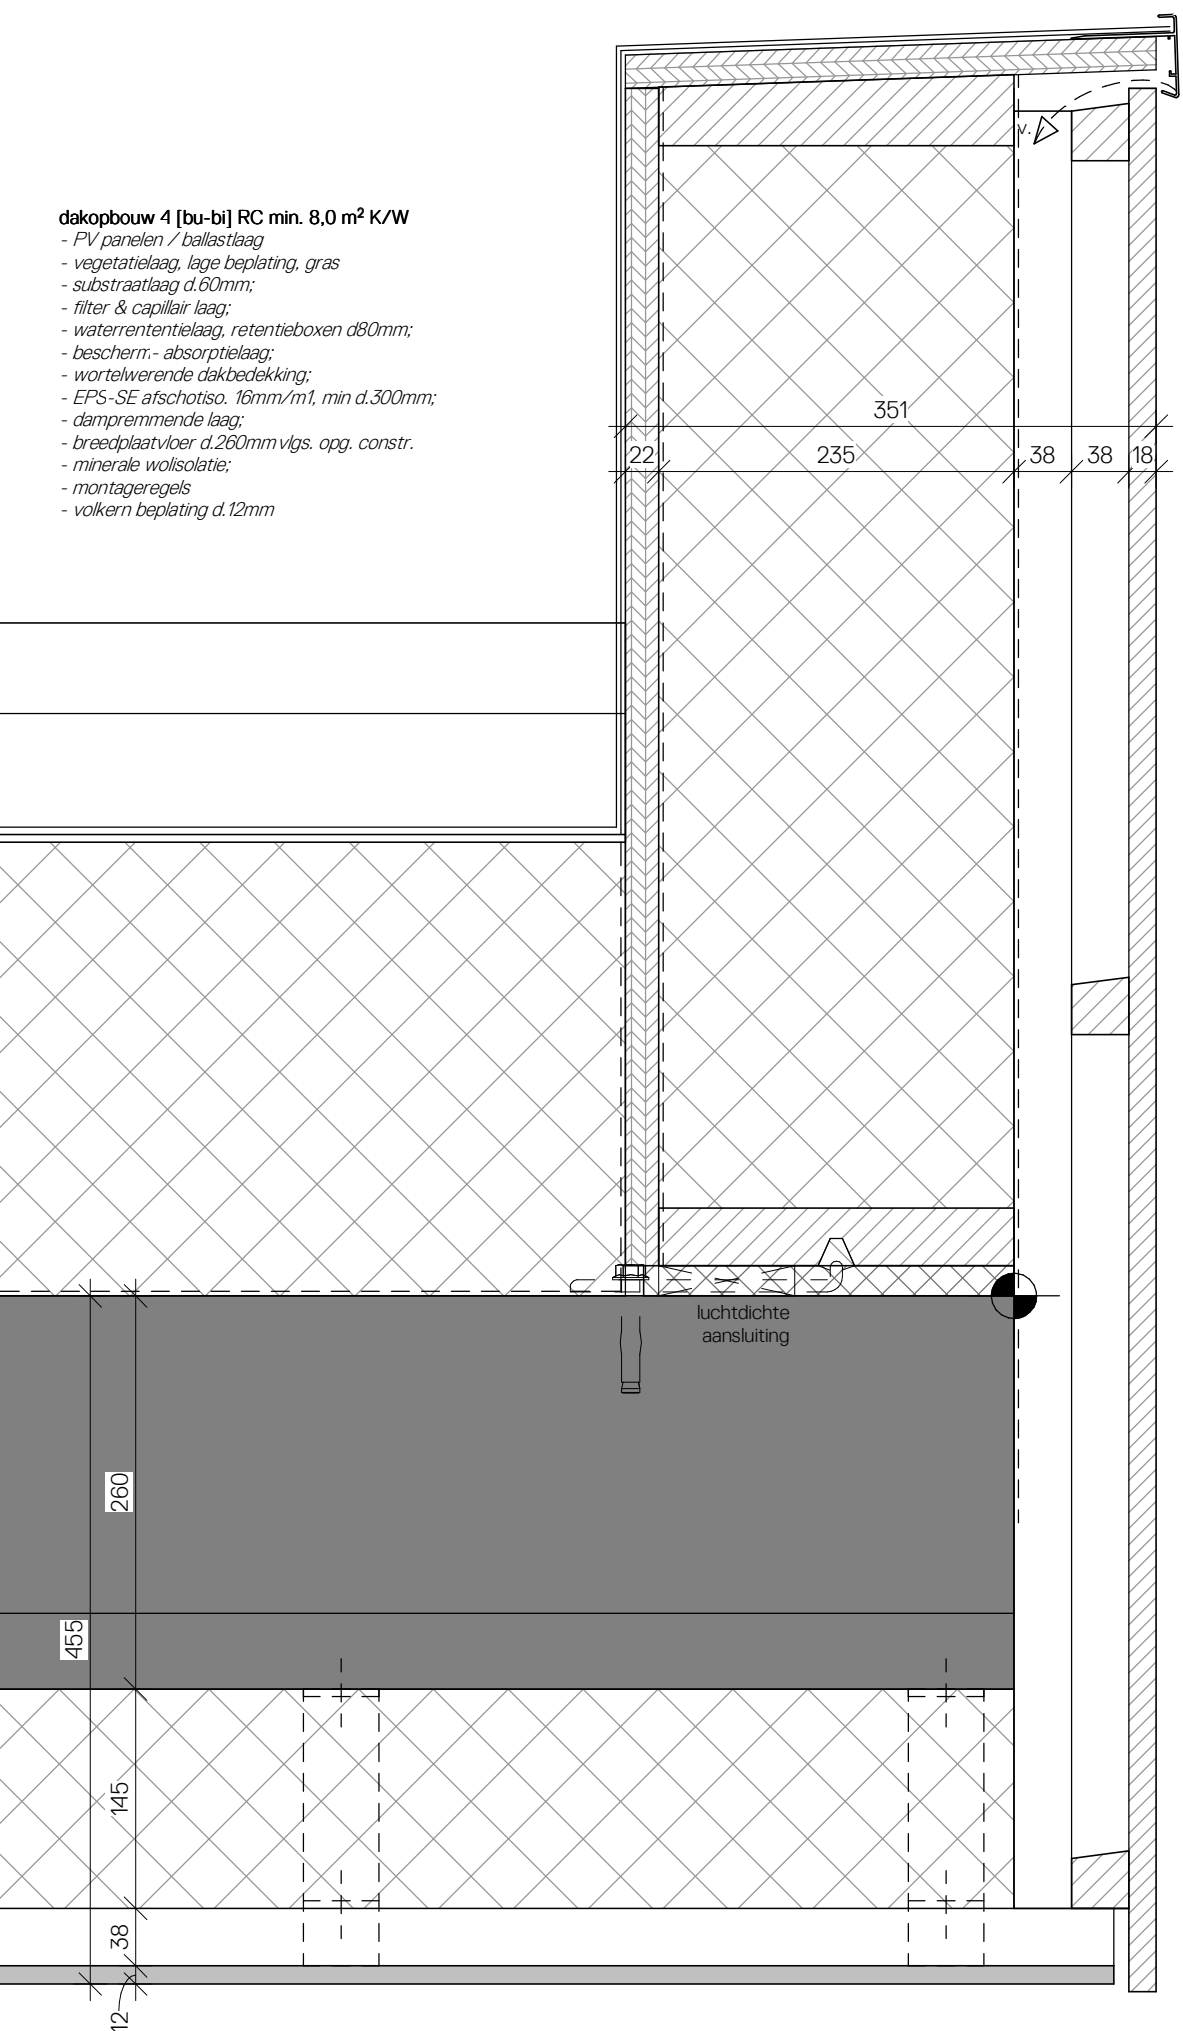 v.
dakopbouw 4 [bu-bi] RC min. 8,0 m² K/W
- PV panelen / ballastlaag
- vegetatielaag, lage beplating, gras
- substraatlaag d.60mm;
- filter & capillair laag;
- waterrententielaag, retentieboxen d80mm;
- bescherm- absorptielaag;
- wortelwerende dakbedekking;
- EPS-SE afschotiso. 16mm/m1, min d.300mm;
- dampremmende laag;
- breedplaatvloer d.260mm vlgs. opg. constr.
- minerale wolisolatie;
- montageregels
- volkern beplating d.12mm
351
22 235 38 38 18
luchtdichte
aansluiting
260
455
145
38
12